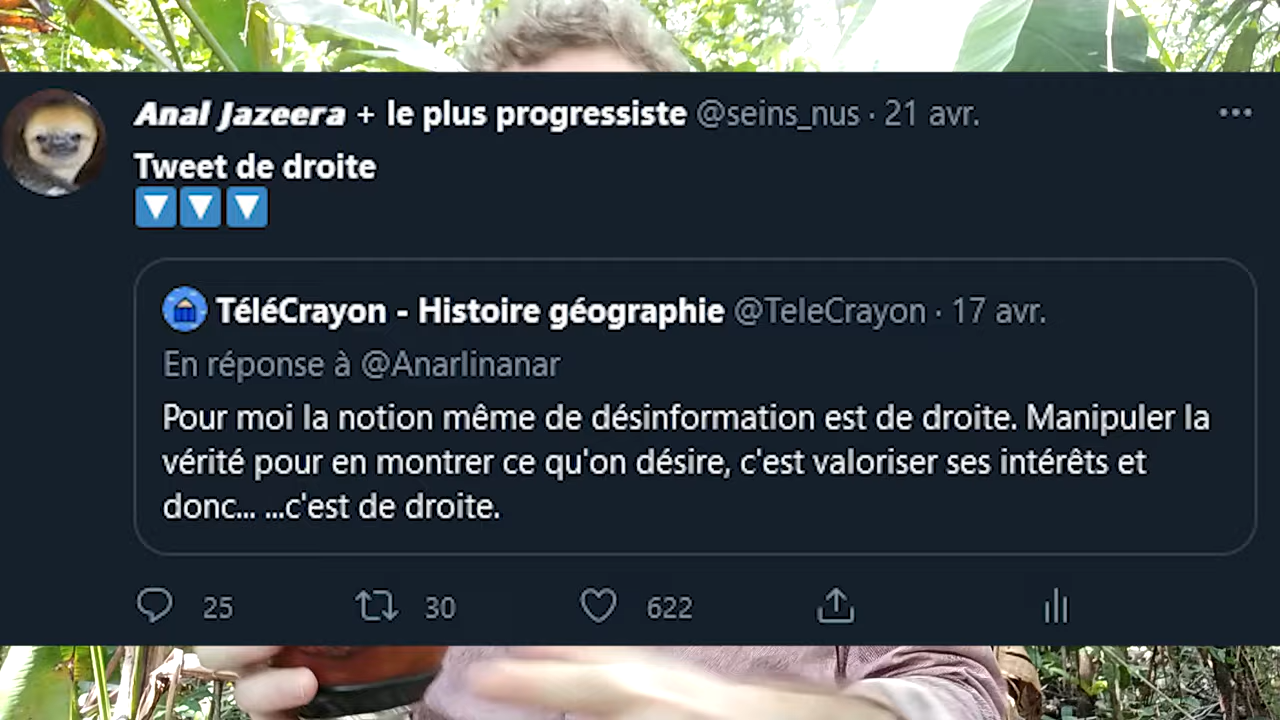 Anal Jazeera + le plus progressiste @seins_nus · 21 avr.
Tweet de droite
TéléCrayon - Histoire géographie @TeleCrayon · 17 avr.
En réponse à @Anarlinanar
Pour moi la notion même de désinformation est de droite. Manipuler la
vérité pour en montrer ce qu'on désire, c'est valoriser ses intérêts et
donc... ...c'est de droite.
25 30 622